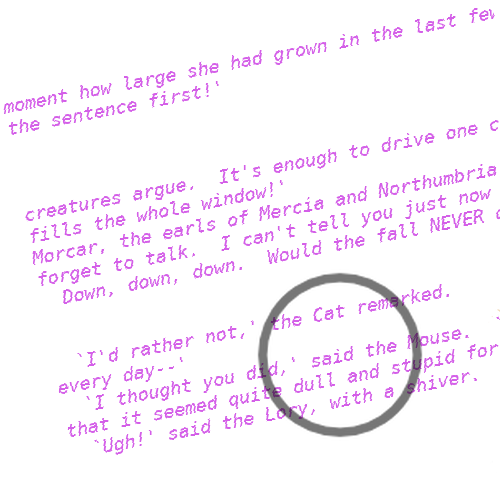 moment how large she had grown in the last few
the sentence first!'
creatures argue.  It's enough to drive one
fills the whole window!'
Morcar, the earls of Mercia and Northumbria
forget to talk.  I can't tell you just now
Down, down, down.  Would the fall NEVER
`I'd rather not,' the Cat remarked.
every day--'
`I thought you did,' said the Mouse.
that it seemed quite dull and stupid for
`Ugh!' said the Lory, with a shiver.